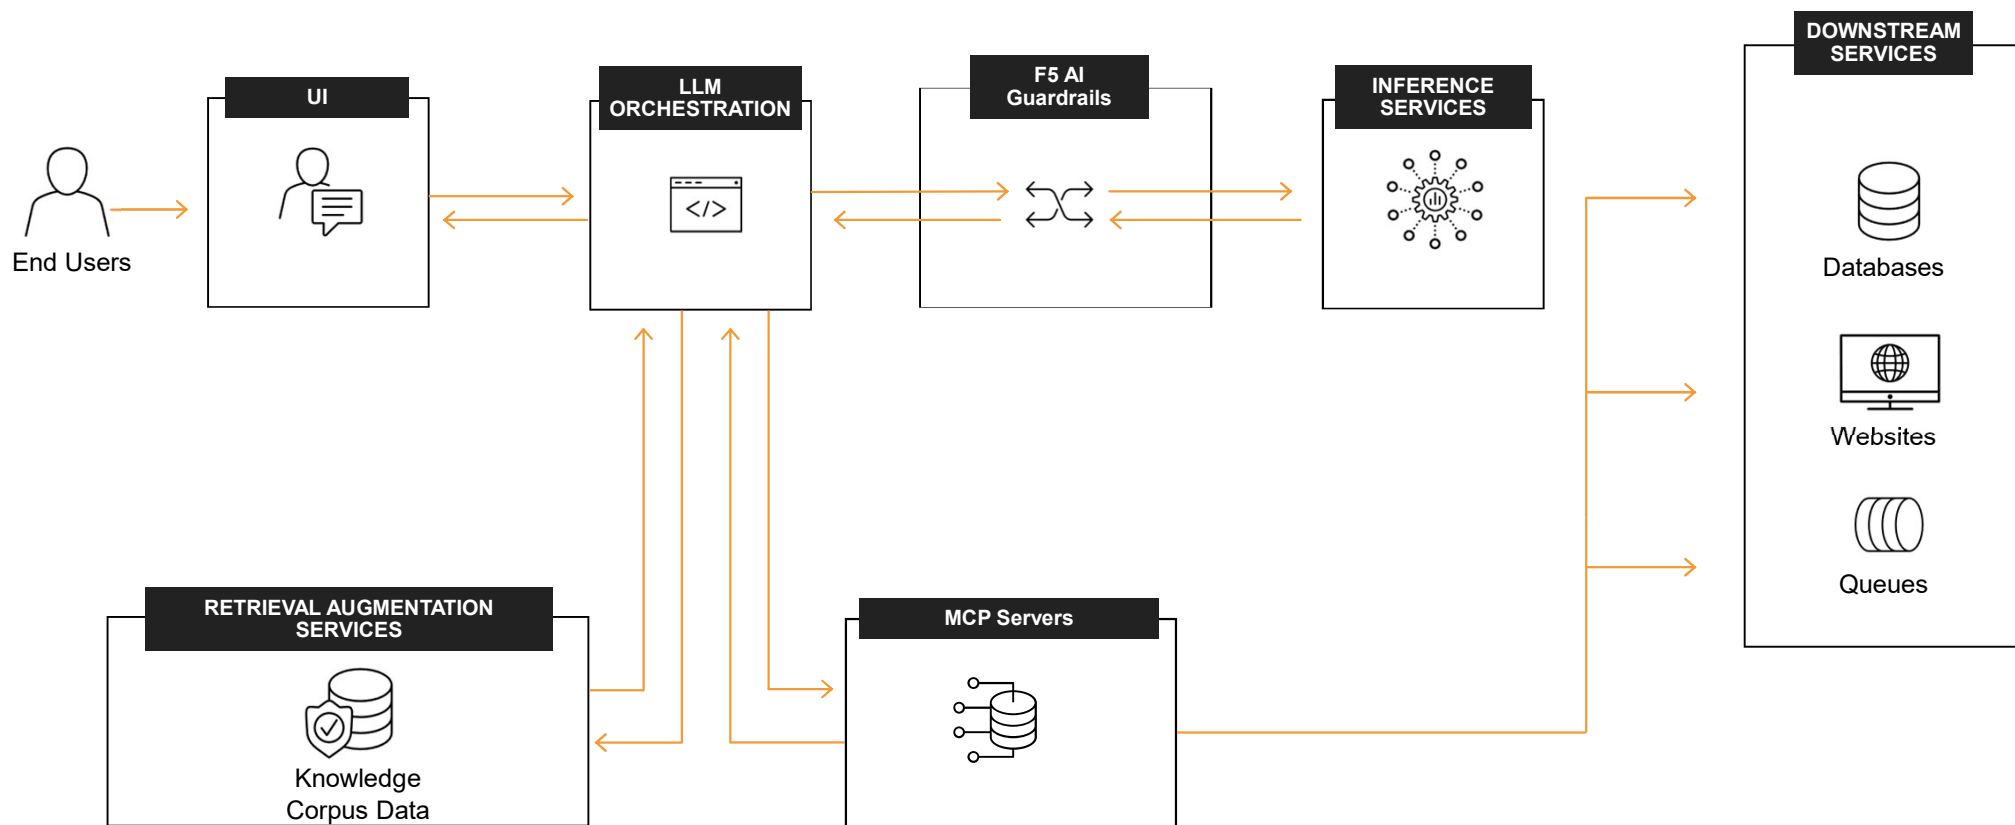 DOWNSTREAM
SERVICES
UI
LLM
ORCHESTRATION
F5 AI
Guardrails
INFERENCE
SERVICES
</>
End Users
Databases
Websites
Queues
RETRIEVAL AUGMENTATION
SERVICES
Knowledge
Corpus Data
MCP Servers